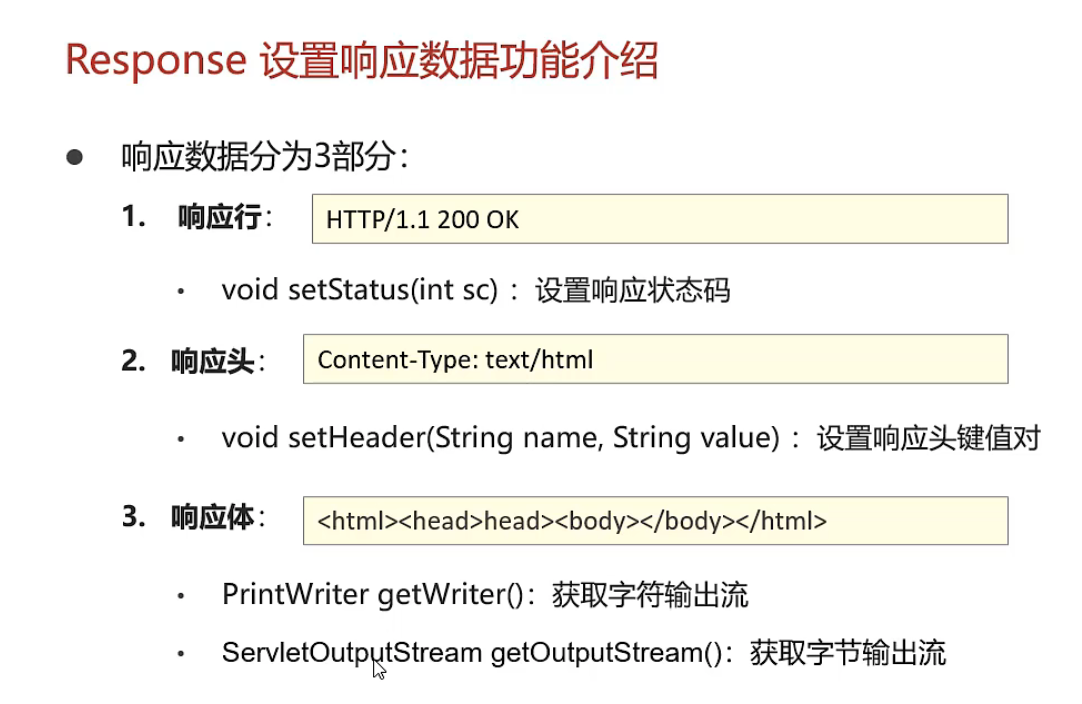 Response 设置响应数据功能介绍
● 响应数据分为3部分：
1. 响应行： HTTP/1.1 200 OK
• void setStatus(int sc) ：设置响应状态码
2. 响应头： Content-Type: text/html
• void setHeader(String name, String value) ：设置响应头键值对
3. 响应体： <html><head>head><body></body></html>
• PrintWriter getWriter()：获取字符输出流
• ServletOutputStream getOutputStream()：获取字节输出流